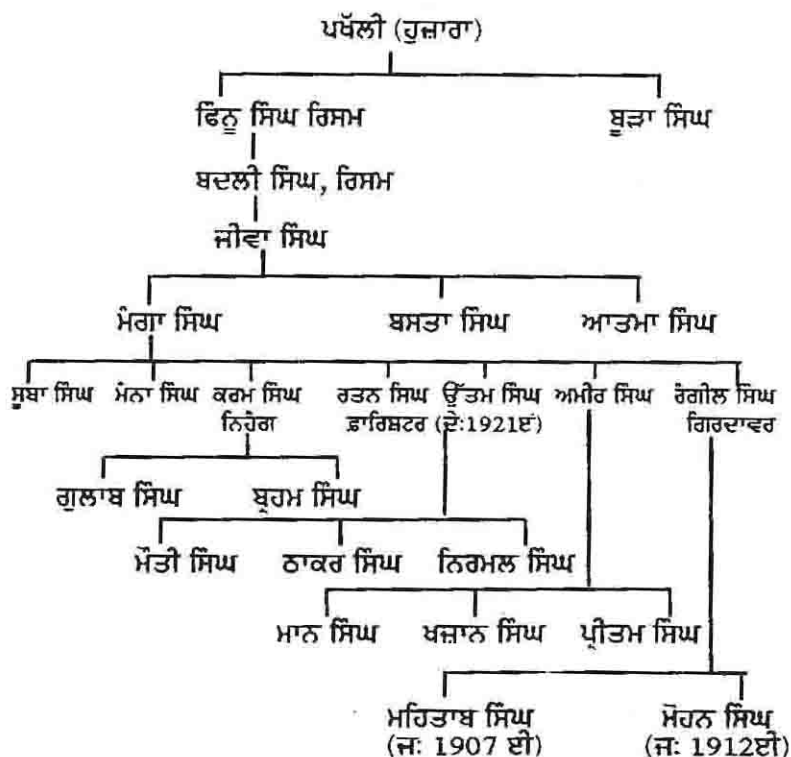 ਪਖੱਲੀ (ਹੁਜ਼ਾਰਾ)
ਫਿੰਨੂ ਸਿੰਘ ਰਿਸਮ ਬੂੜਾ ਸਿੰਘ
ਬਦਲੀ ਸਿੰਘ, ਰਿਸਮ
ਜੀਵਾ ਸਿੰਘ
ਮੰਗਾ ਸਿੰਘ ਬਸਤਾ ਸਿੰਘ ਆਤਮਾ ਸਿੰਘ
ਸੂਬਾ ਸਿੰਘ ਮੰਨਾ ਸਿੰਘ ਕਰਮ ਸਿੰਘ ਰਤਨ ਸਿੰਘ ਉੱਤਮ ਸਿੰਘ ਅਮੀਰ ਸਿੰਘ ਰੰਗੀਲ ਸਿੰਘ
ਨਿਹੰਗ ਫ਼ਾਰਿਸ਼ਟਰ (ਦੇ:1921ਈ) ਗਿਰਦਾਵਰ
ਗੁਲਾਬ ਸਿੰਘ ਬ੍ਰਹਮ ਸਿੰਘ
ਮੋਤੀ ਸਿੰਘ ਠਾਕਰ ਸਿੰਘ ਨਿਰਮਲ ਸਿੰਘ
ਮਾਨ ਸਿੰਘ ਖਜ਼ਾਨ ਸਿੰਘ ਪ੍ਰੀਤਮ ਸਿੰਘ
ਮਹਿਤਾਬ ਸਿੰਘ ਮੋਹਨ ਸਿੰਘ
(ਜ: 1907 ਈ) (ਜ: 1912ਈ)